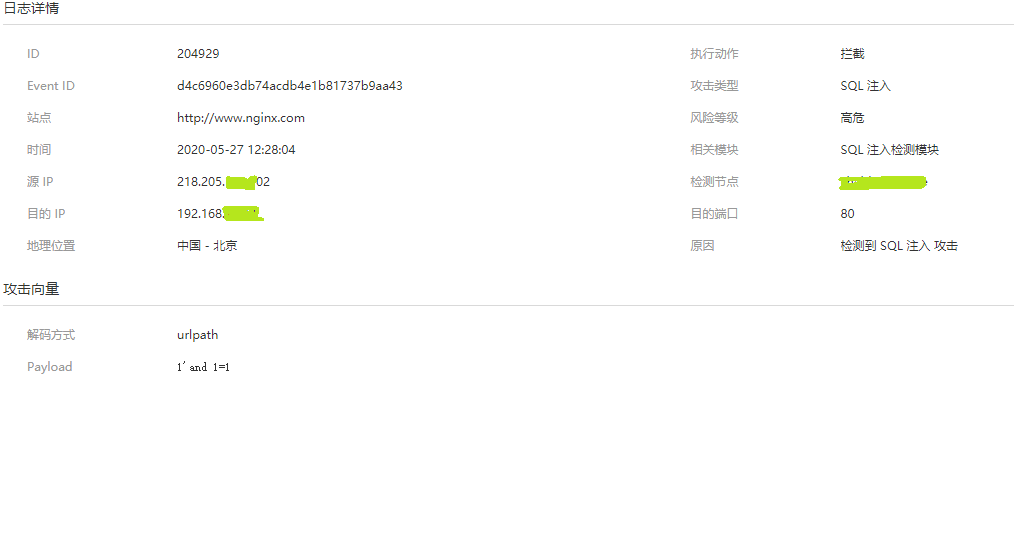 日志详情
ID 204929 执行动作 拦截
Event ID d4c6960e3db74acdb4e1b81737b9aa43 攻击类型 SQL 注入
站点 http://www.nginx.com 风险等级 高危
时间 2020-05-27 12:28:04 相关模块 SQL 注入检测模块
源 IP 218.205. 02 检测节点
目的 IP 192.168 目的端口 80
地理位置 中国 - 北京 原因 检测到 SQL 注入 攻击
攻击向量
解码方式 urlpath
Payload 1' and 1=1